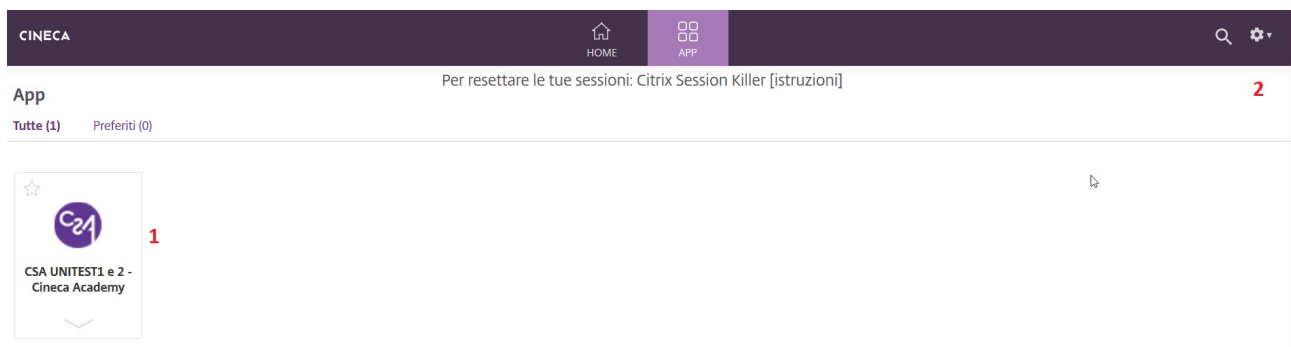 CINECA
HOME
APP
Per resettare le tue sessioni: Citrix Session Killer [istruzioni]
2
App
Tutte (1)
Preferiti (0)
CSA
1
CSA UNITEST1 e 2 -
Cineca Academy